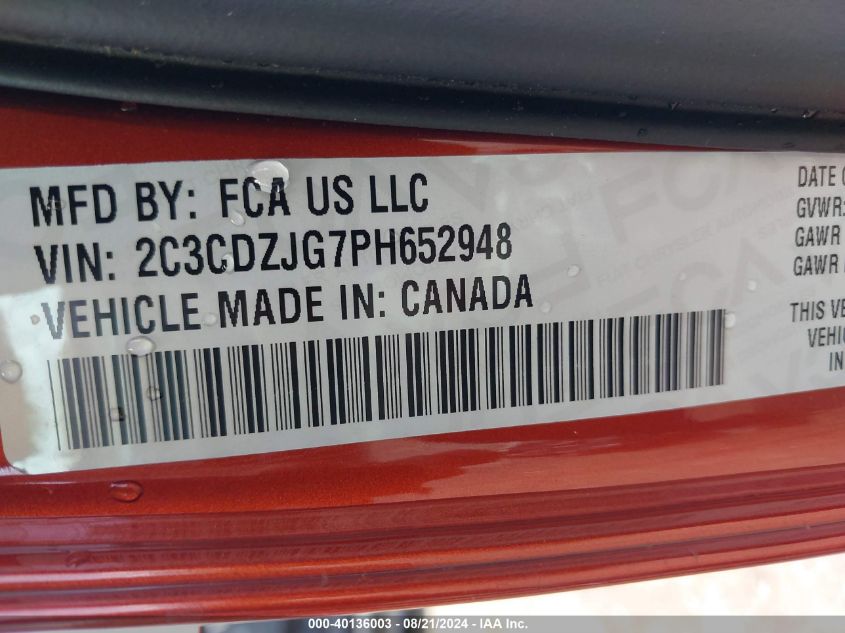 MFD BY: FCA US LLC
VIN: 2C3CDZJG7PH652948
VEHICLE MADE IN: CANADA
DATE O
GVWR:
GAWR
GAWR
THIS VE
VEHIC
IN
000-40136003 - 08/21/2024 - IAA Inc.